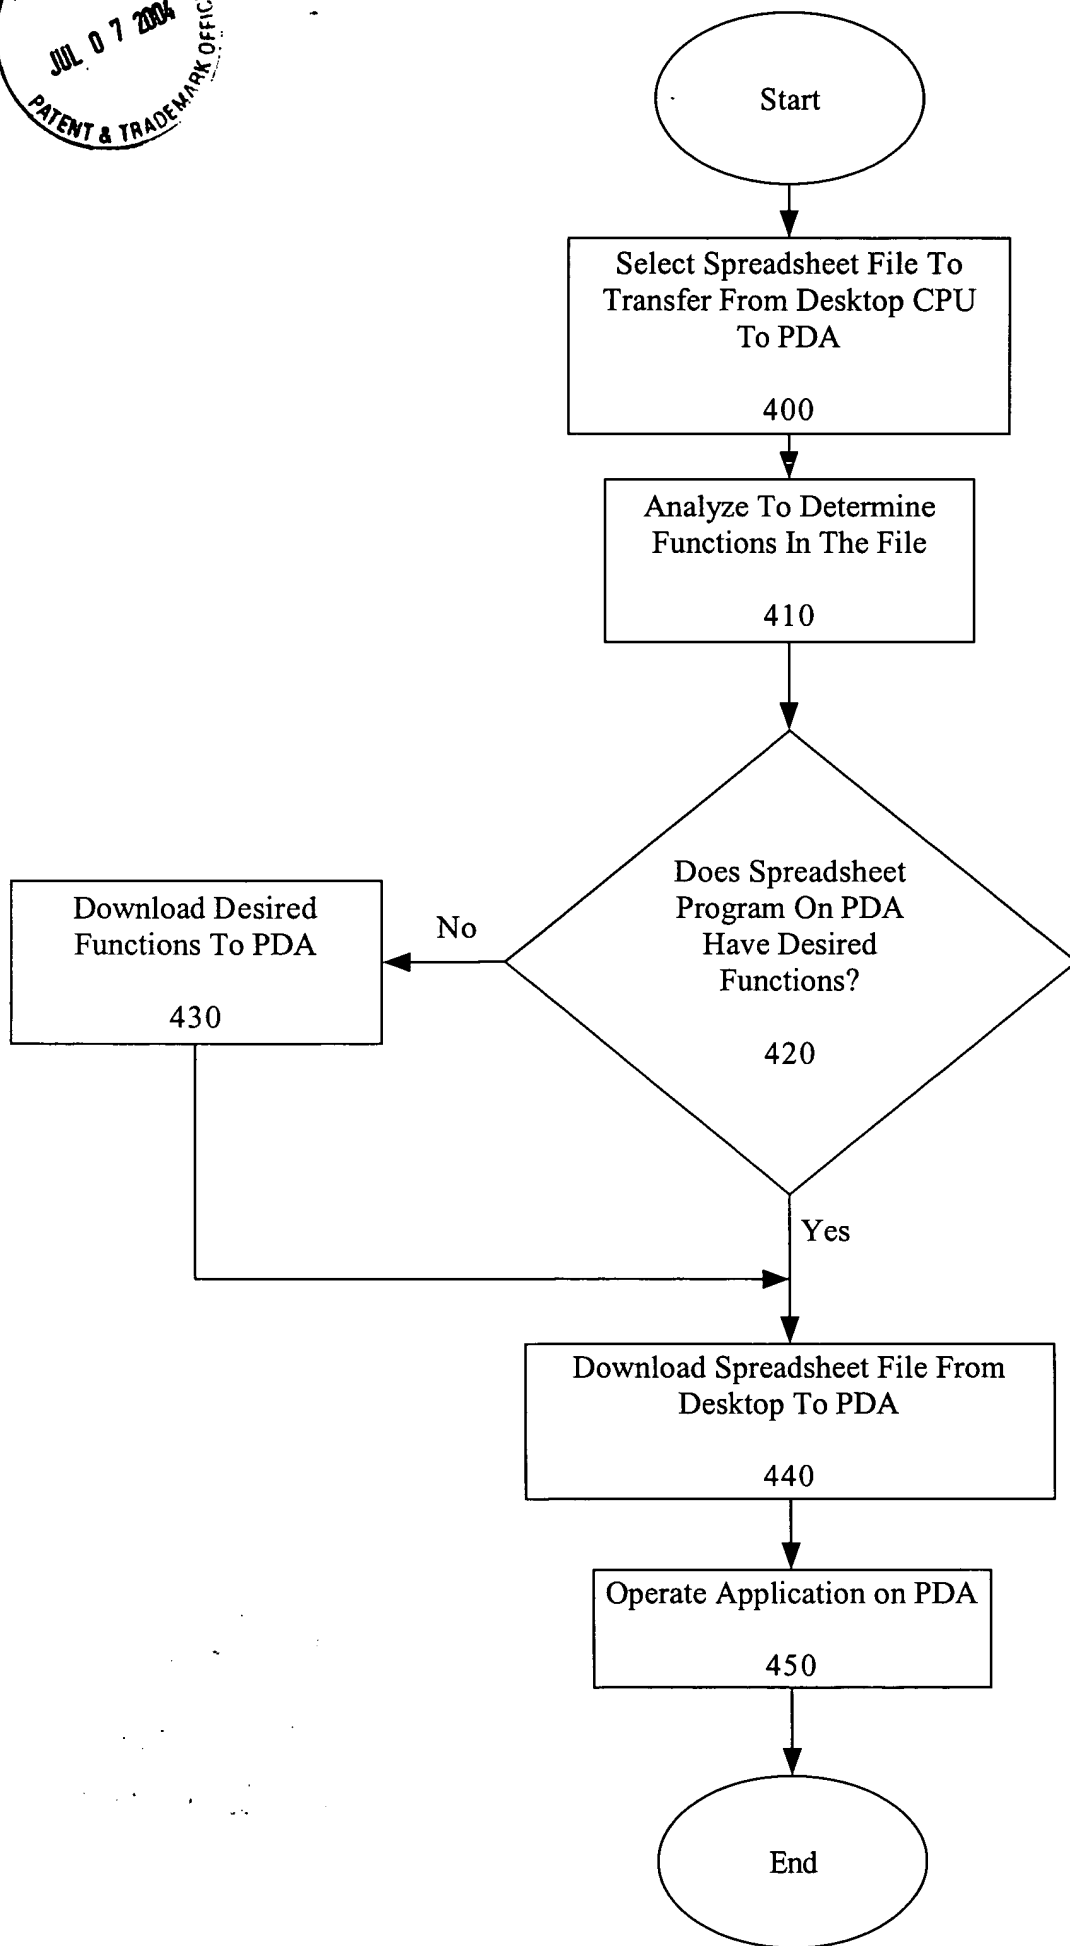 JUL 0 7 2004
PATENT & TRADEMARK OFFIC
Start
Select Spreadsheet File To
Transfer From Desktop CPU
To PDA
400
Analyze To Determine
Functions In The File
410
Does Spreadsheet
Program On PDA
Have Desired
Functions?
420
No
Download Desired
Functions To PDA
430
Yes
Download Spreadsheet File From
Desktop To PDA
440
Operate Application on PDA
450
End